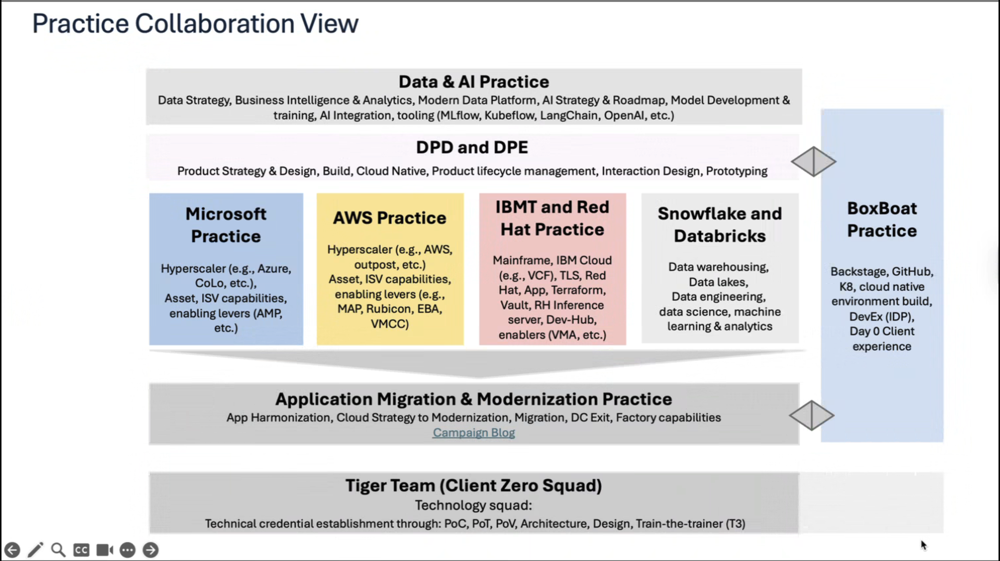 Practice Collaboration View
Data & AI Practice
Data Strategy, Business Intelligence & Analytics, Modern Data Platform, AI Strategy & Roadmap, Model Development &
training, AI Integration, tooling (MLflow, Kubeflow, LangChain, OpenAI, etc.)
DPD and DPE
Product Strategy & Design, Build, Cloud Native, Product lifecycle management, Interaction Design, Prototyping
Microsoft
Practice
Hyperscaler (e.g., Azure,
CoLo, etc.),
Asset, ISV capabilities,
enabling levers (AMP,
etc.)
AWS Practice
Hyperscaler (e.g., AWS,
outpost, etc.)
Asset, ISV capabilities,
enabling levers (e.g.,
MAP, Rubicon, EBA,
VMCC)
IBMT and Red
Hat Practice
Mainframe, IBM Cloud
(e.g., VCF), TLS, Red
Hat, App, Terraform,
Vault, RH Inference
server, Dev-Hub,
enablers (VMA, etc.)
Snowflake and
Databricks
Data warehousing,
Data lakes,
Data engineering,
data science, machine
learning & analytics
BoxBoat
Practice
Backstage, GitHub,
K8, cloud native
environment build,
DevEx (IDP),
Day 0 Client
experience
Application Migration & Modernization Practice
App Harmonization, Cloud Strategy to Modernization, Migration, DC Exit, Factory capabilities
Campaign Blog
Tiger Team (Client Zero Squad)
Technology squad:
Technical credential establishment through: PoC, PoT, PoV, Architecture, Design, Train-the-trainer (T3)
CC